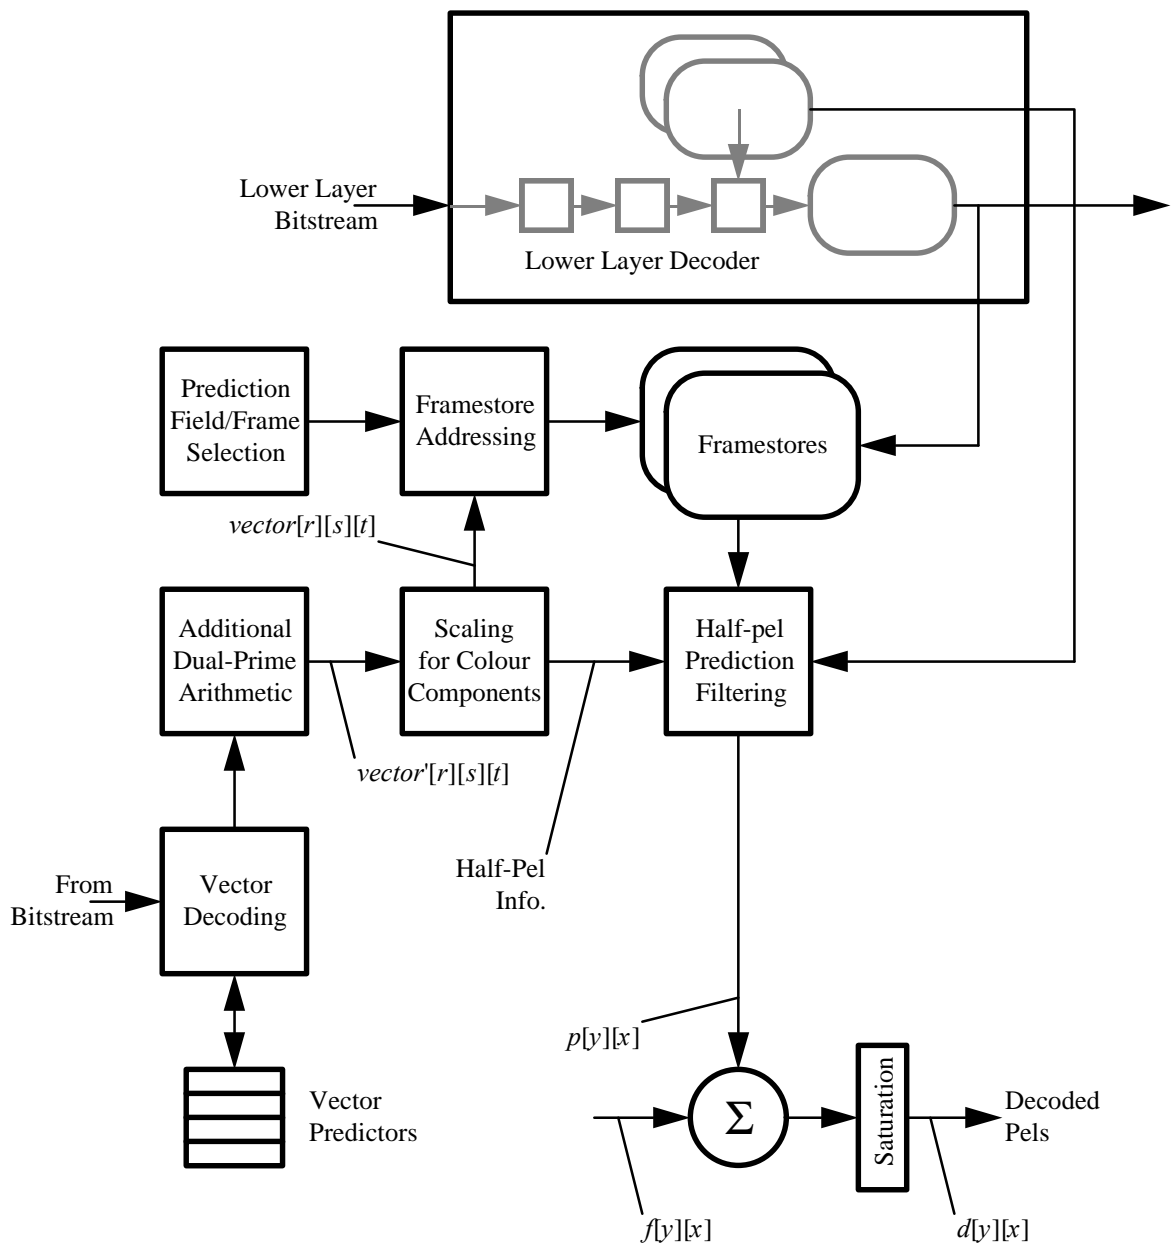 Lower Layer
Bitstream
Lower Layer Decoder
Prediction
Field/Frame
Selection
Framestore
Addressing
Framestores
vector[r][s][t]
Additional
Dual-Prime
Arithmetic
Scaling
for Colour
Components
Half-pel
Prediction
Filtering
vector'[r][s][t]
Half-Pel
Info.
From
Bitstream
Vector
Decoding
p[y][x]
Vector
Predictors
Σ
Saturation
Decoded
Pels
f[y][x]
d[y][x]